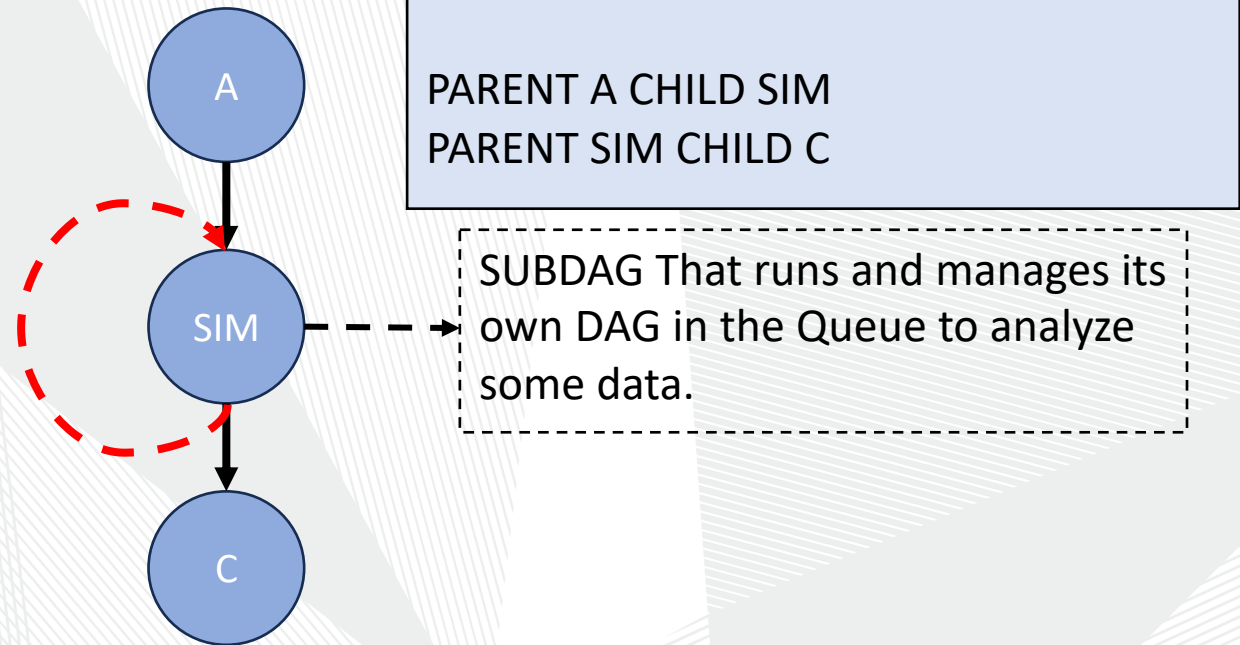 A
PARENT A CHILD SIM
PARENT SIM CHILD C
SIM
SUBDAG That runs and manages its
own DAG in the Queue to analyze
some data.
C